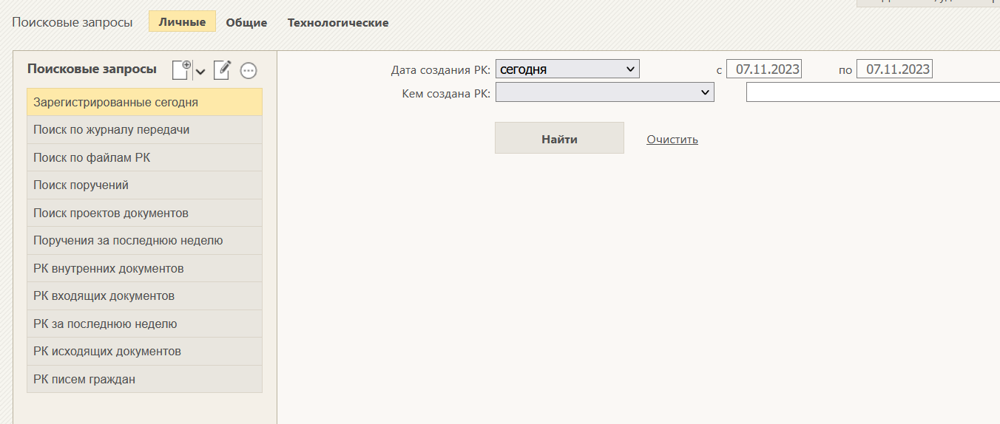 Поисковые запросы Личные Общие Технологические
Поисковые запросы
Зарегистрированные сегодня
Поиск по журналу передачи
Поиск по файлам РК
Поиск поручений
Поиск проектов документов
Поручения за последнюю неделю
РК внутренних документов
РК входящих документов
РК за последнюю неделю
РК исходящих документов
РК писем граждан
Дата создания РК: сегодня с 07.11.2023 по 07.11.2023
Кем создана РК:
Найти Очистить